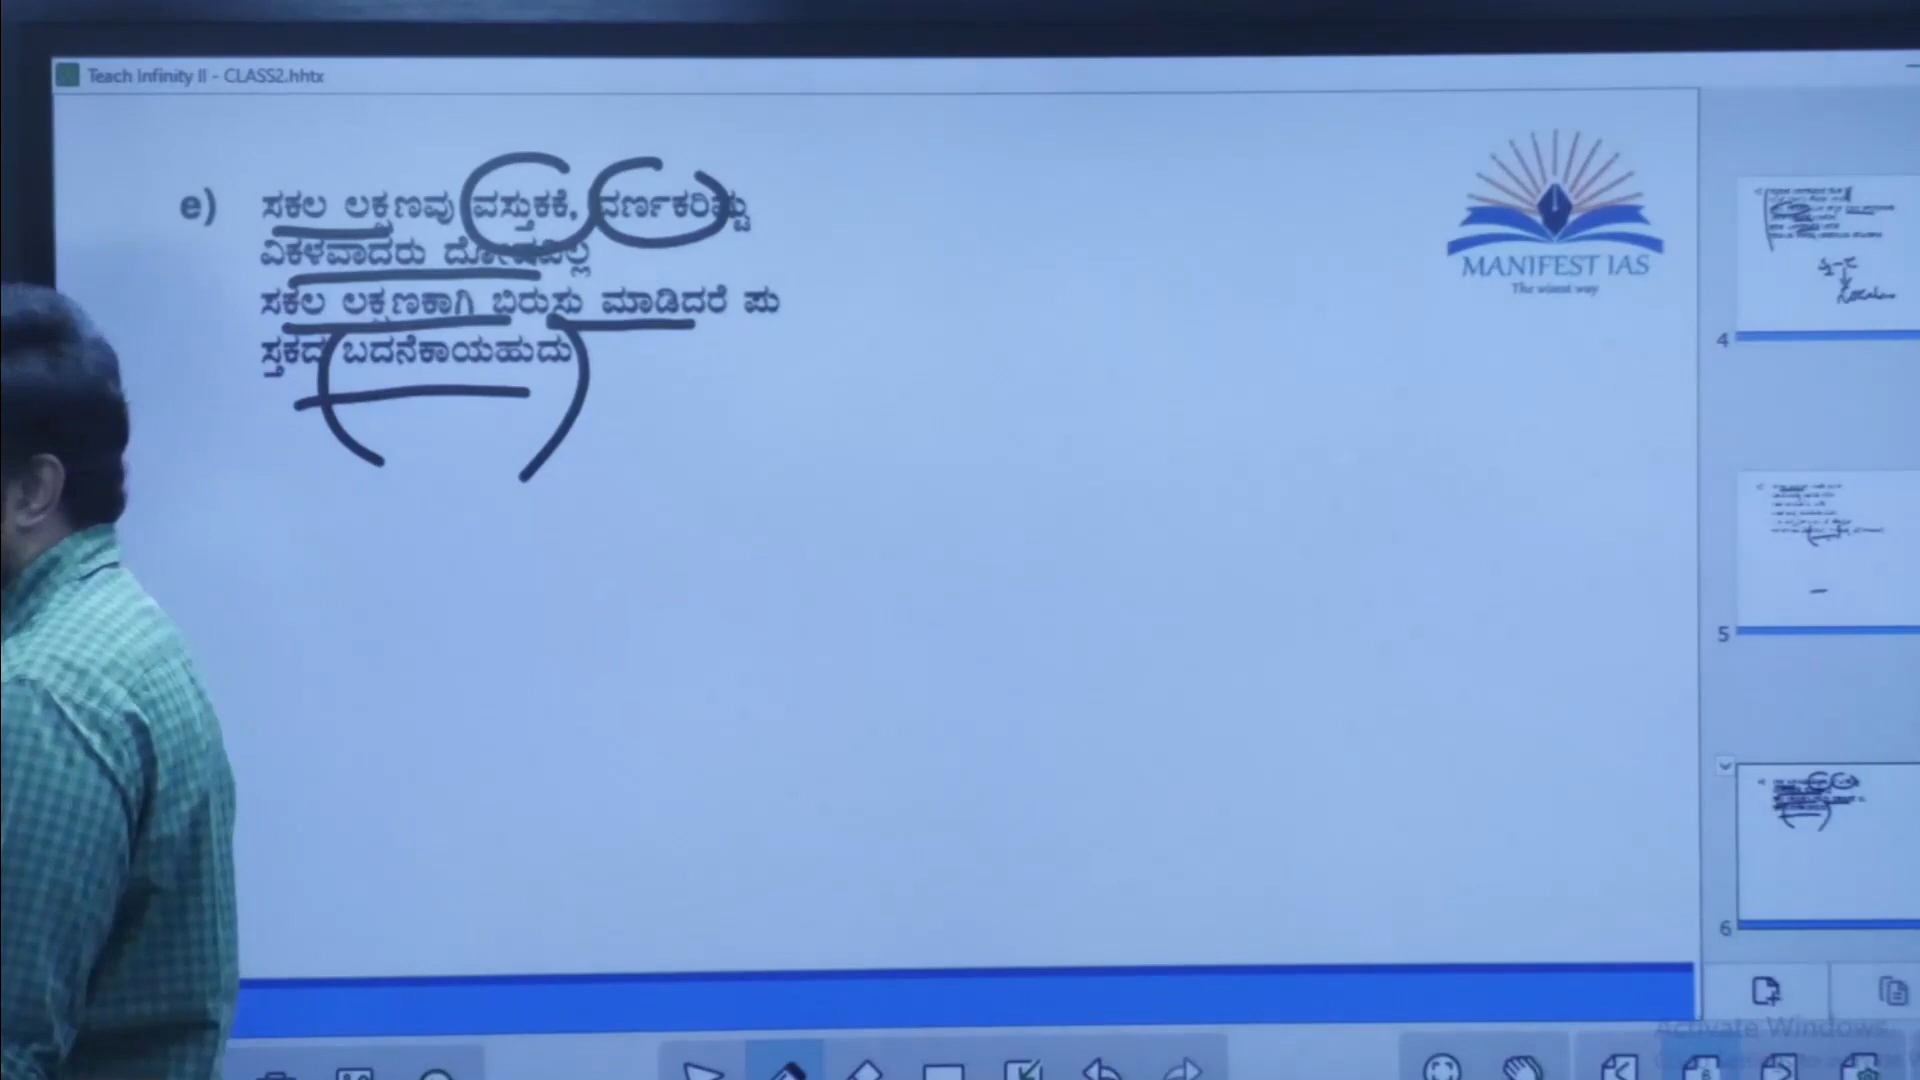 Teach Infinity II - CLASS2.hhtx
e) ಸಕಲ ಲಕ್ಷಣವು ವಸ್ತುಕಕೆ, ವರ್ಣಕಕಿಷ್ಟು
ವಿಕಳವಾದರು ದೋಷವಿಲ್ಲ
ಸಕಲ ಲಕ್ಷಣಕಾಗಿ ಬಿರುಸು ಮಾಡಿದರೆ ಪು
ಸ್ತಕದ ಬದನೆಕಾಯಹುದು
MANIFEST IAS
The wisest way
4
5
6
Activate Windows